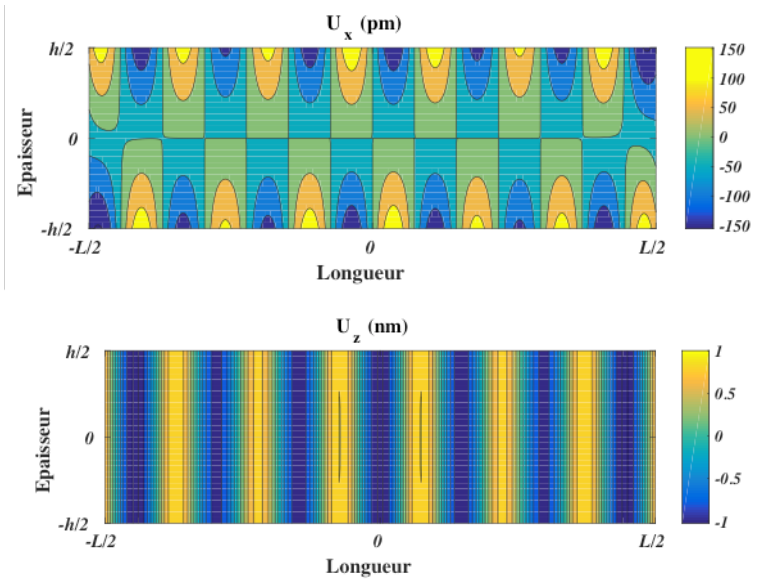 U_x (pm)
h/2
0
-h/2
Epaisseur
-L/2
0
L/2
Longueur
150
100
50
0
-50
-100
-150
U_z (nm)
h/2
0
-h/2
Epaisseur
-L/2
0
L/2
Longueur
1
0.5
0
-0.5
-1